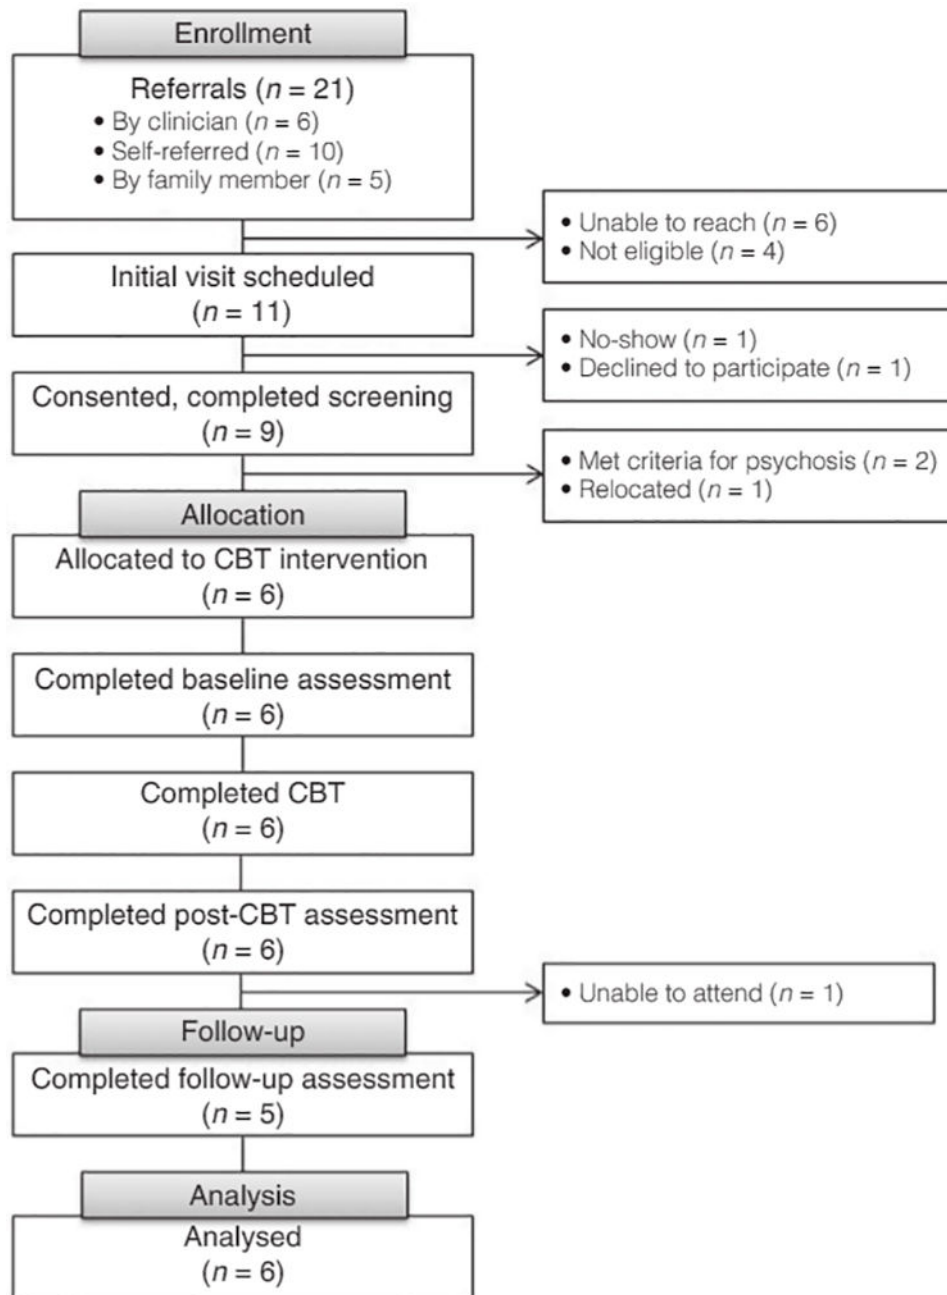 Enrollment
Referrals (n = 21)
• By clinician (n = 6)
• Self-referred (n = 10)
• By family member (n = 5)
• Unable to reach (n = 6)
• Not eligible (n = 4)
Initial visit scheduled
(n = 11)
• No-show (n = 1)
• Declined to participate (n = 1)
Consented, completed screening
(n = 9)
• Met criteria for psychosis (n = 2)
• Relocated (n = 1)
Allocation
Allocated to CBT intervention
(n = 6)
Completed baseline assessment
(n = 6)
Completed CBT
(n = 6)
Completed post-CBT assessment
(n = 6)
• Unable to attend (n = 1)
Follow-up
Completed follow-up assessment
(n = 5)
Analysis
Analysed
(n = 6)